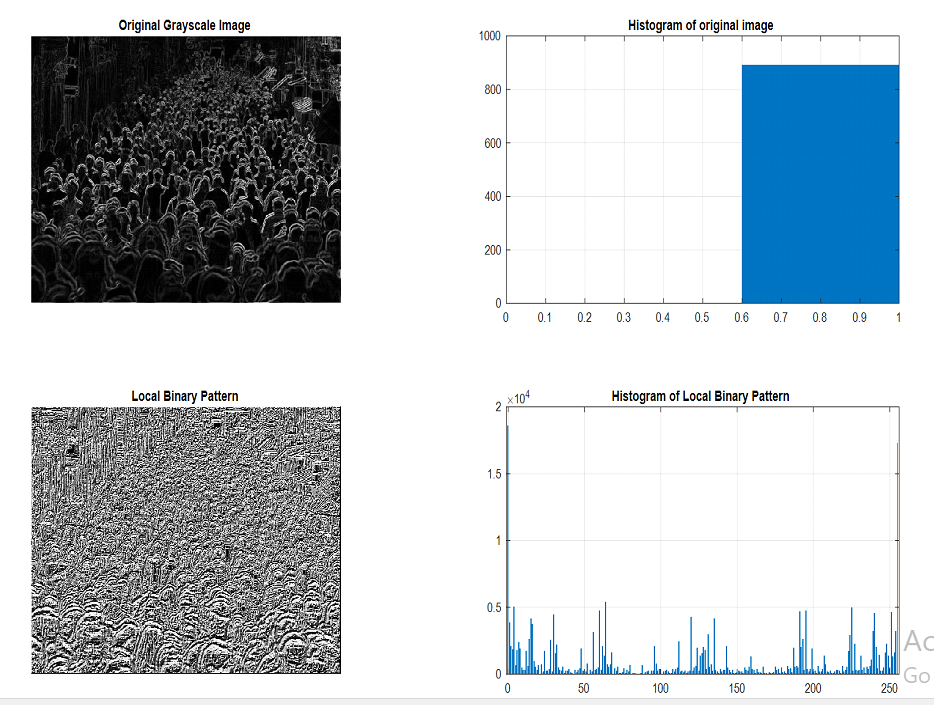 Original Grayscale Image
Histogram of original image
1000
800
600
400
200
0
0 0.1 0.2 0.3 0.4 0.5 0.6 0.7 0.8 0.9 1
Local Binary Pattern
Histogram of Local Binary Pattern
×10^4
2
1.5
1
0.5
0
0 50 100 150 200 250
Ac
Go